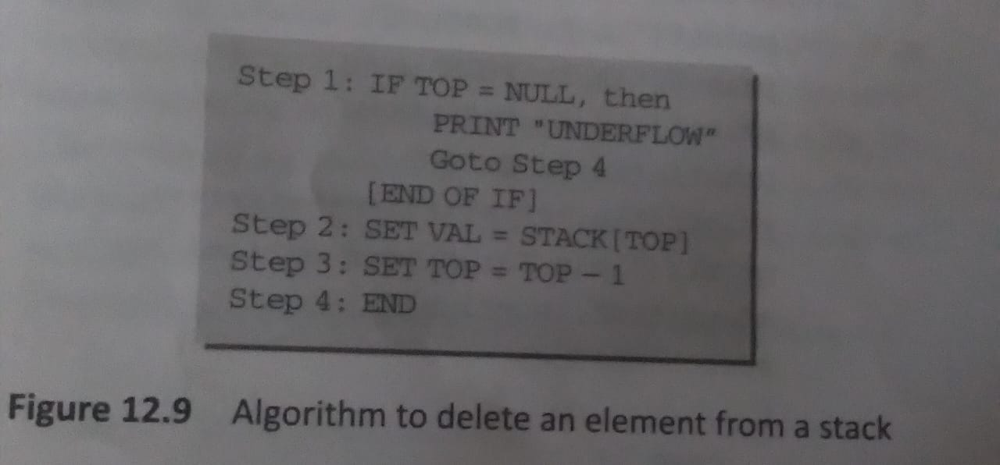 Step 1: IF TOP = NULL, then
PRINT "UNDERFLOW"
Goto Step 4
[END OF IF]
Step 2: SET VAL = STACK[TOP]
Step 3: SET TOP = TOP – 1
Step 4: END
Figure 12.9 Algorithm to delete an element from a stack